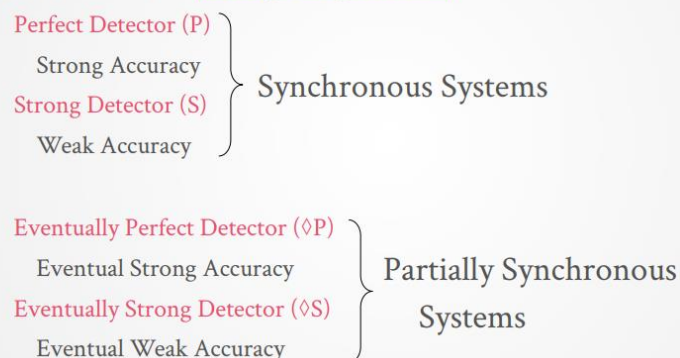 Perfect Detector (P)
Strong Accuracy
Strong Detector (S)
Weak Accuracy
Synchronous Systems
Eventually Perfect Detector (◊P)
Eventual Strong Accuracy
Eventually Strong Detector (◊S)
Eventual Weak Accuracy
Partially Synchronous
Systems